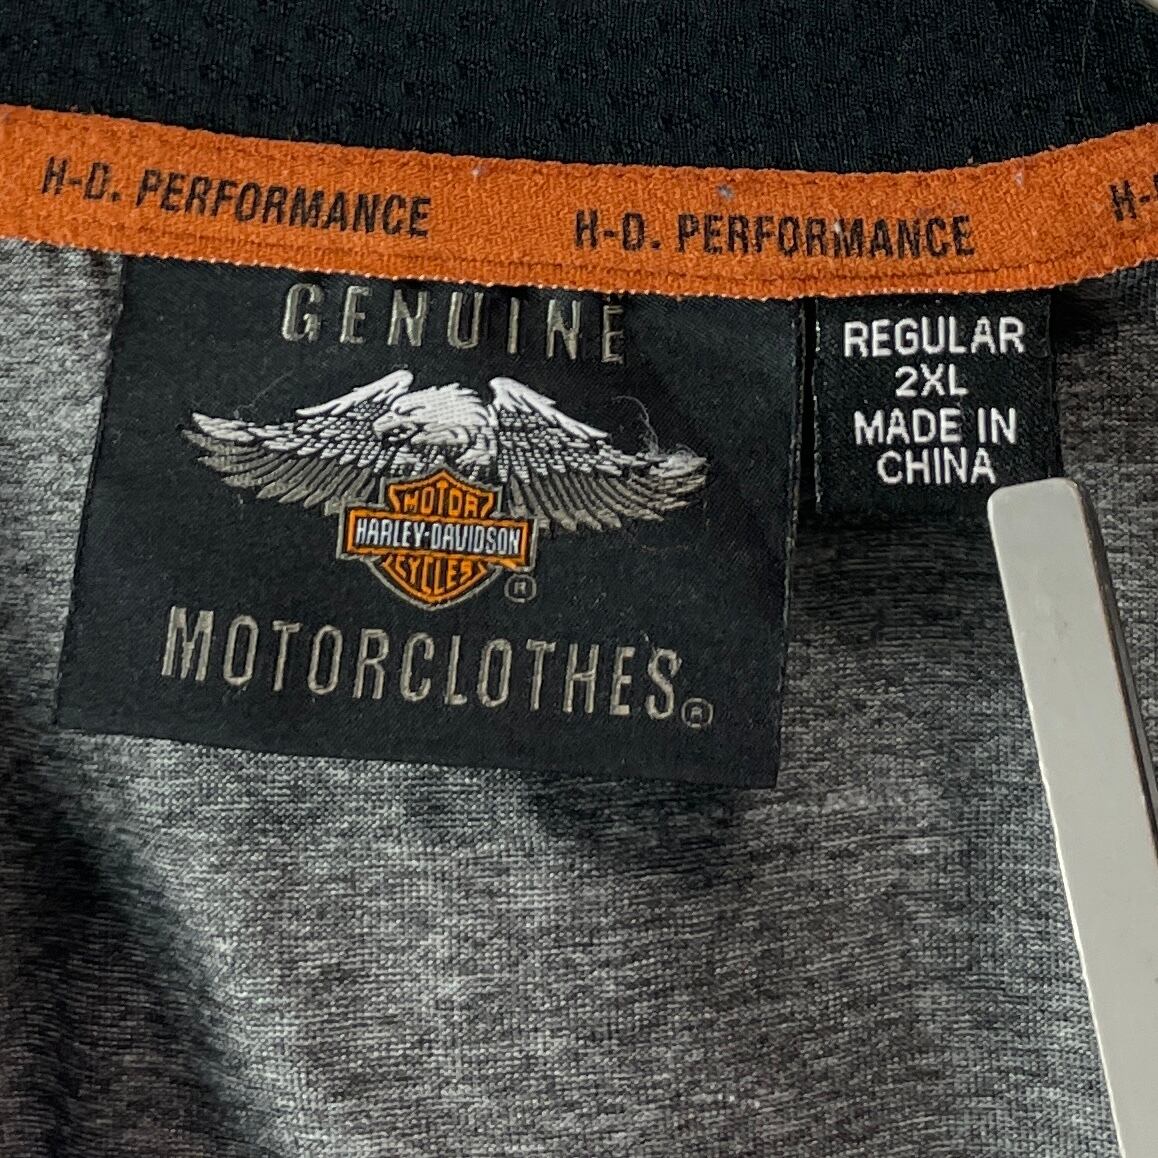 H-D. PERFORMANCE H-D. PERFORMANCE H-
GENUINE
MOTOR
HARLEY-DAVIDSON
CYCLES
®
MOTORCLOTHES®
REGULAR
2XL
MADE IN
CHINA